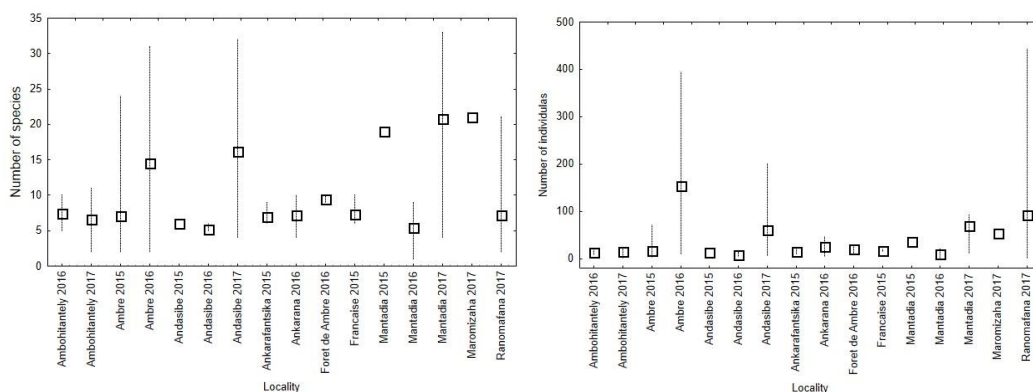 Number of species
35
30
25
20
15
10
5
0
Ambohitantely 2016
Ambohitantely 2017
Ambre 2015
Ambre 2016
Andasibe 2015
Andasibe 2016
Andasibe 2017
Ankarafantsika 2016
Ankarana 2016
Foret de Ambre 2016
Francaise 2016
Mantadia 2015
Mantadia 2016
Mantadia 2017
Maromizaha 2017
Ranomafana 2017
Locality
Number of individulas
500
400
300
200
100
0
Ambohitantely 2016
Ambohitantely 2017
Ambre 2015
Ambre 2016
Andasibe 2015
Andasibe 2016
Andasibe 2017
Ankarafantsika 2015
Ankarana 2016
Foret de Ambre 2016
Francaise 2015
Mantadia 2015
Mantadia 2016
Mantadia 2017
Maromizaha 2017
Ranomafana 2017
Locality